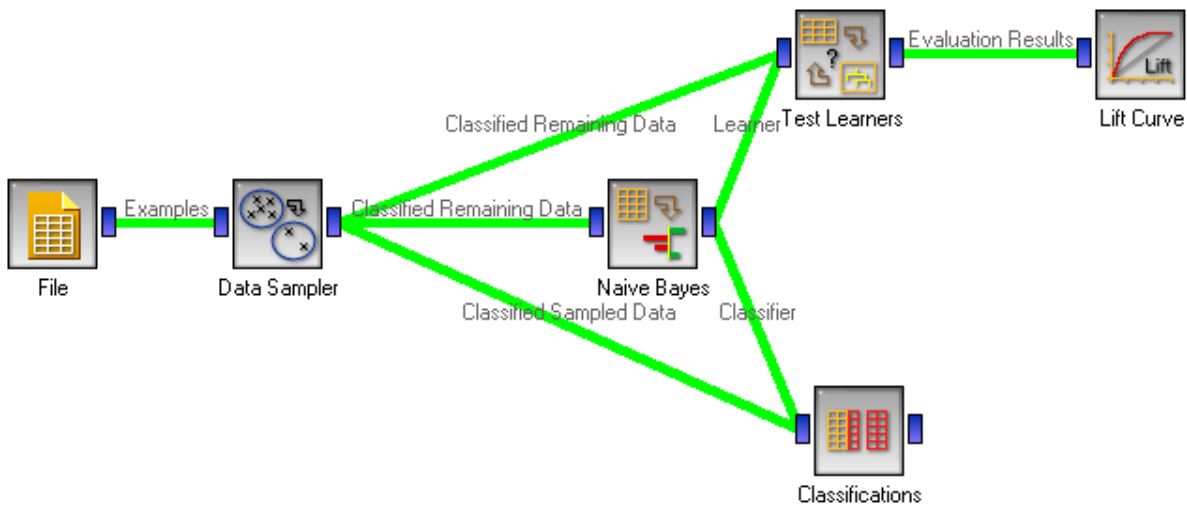 Evaluation Results
Lift
Test Learners
Lift Curve
Classified Remaining Data
Learner
Examples
Classified Remaining Data
File
Data Sampler
Naive Bayes
Classified Sampled Data
Classifier
Classifications